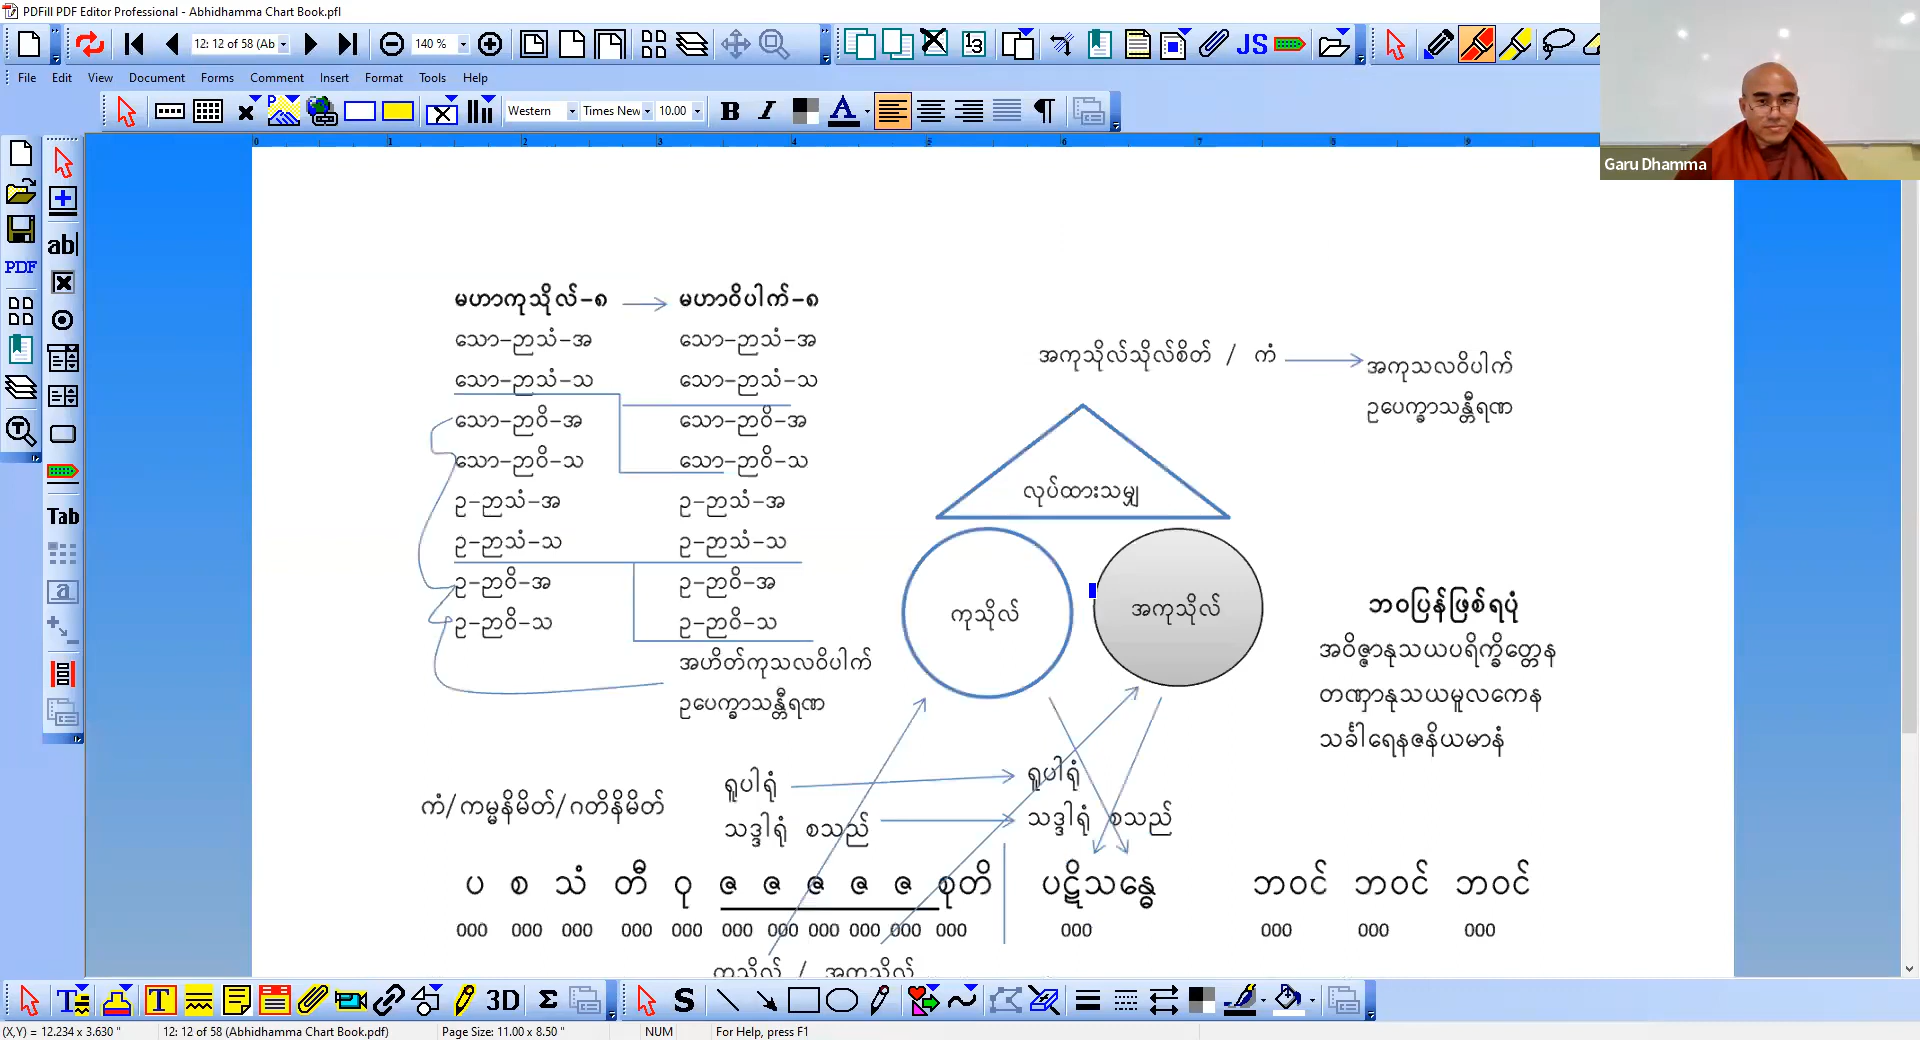 PDFill PDF Editor Professional - Abhidhamma Chart Book.pfl
12: 12 of 58 (Ab
140 %
JS
File Edit View Document Forms Comment Insert Format Tools Help
Western Times New 10.00
Garu Dhamma
မဟာကုသိုလ်-၈ မဟာဝိပါက်-၈
သော-ဉာသံ-အ သော-ဉာသံ-အ
သော-ဉာသံ-သ သော-ဉာသံ-သ
သော-ဉာဝိ-အ သော-ဉာဝိ-အ
သော-ဉာဝိ-သ သော-ဉာဝိ-သ
ဥ-ဉာသံ-အ ဥ-ဉာသံ-အ
ဥ-ဉာသံ-သ ဥ-ဉာသံ-သ
ဥ-ဉာဝိ-အ ဥ-ဉာဝိ-အ
ဥ-ဉာဝိ-သ ဥ-ဉာဝိ-သ
အဟိတ်ကုသလဝိပါက်
ဥပေက္ခာသန္တီရဏ
အကုသိုလ်သိုလ်စိတ် / ကံ
အကုသလဝိပါက်
ဥပေက္ခာသန္တီရဏ
လုပ်ထားသမျှ
ကုသိုလ်
အကုသိုလ်
ဘဝပြန်ဖြစ်ရပုံ
အဝိဇ္ဇာနုသယပရိက္ခိတ္တေန
တဏှာနုသယမူလကေန
သင်္ခါရေနဇနိယမာနံ
ကံ/ကမ္မနိမိတ်/ဂတိနိမိတ်
ရူပါရုံ ရူပါရုံ
သဒ္ဒါရုံ စသည် သဒ္ဒါရုံ စသည်
ပ စ သံ တီ ဝု ဇ ဇ ဇ ဇ ဇ စုတိ ပဋိသန္ဓေ ဘဝင် ဘဝင် ဘဝင်
000 000 000 000 000 000 000 000 000 000 000 000 000 000 000
ကုသိုလ် / အကုသိုလ်
PDF
ab
Tab
3D
(X,Y) = 12.234 x 3.630 " 12: 12 of 58 (Abhidhamma Chart Book.pdf) Page Size: 11.00 x 8.50 " NUM For Help, press F1